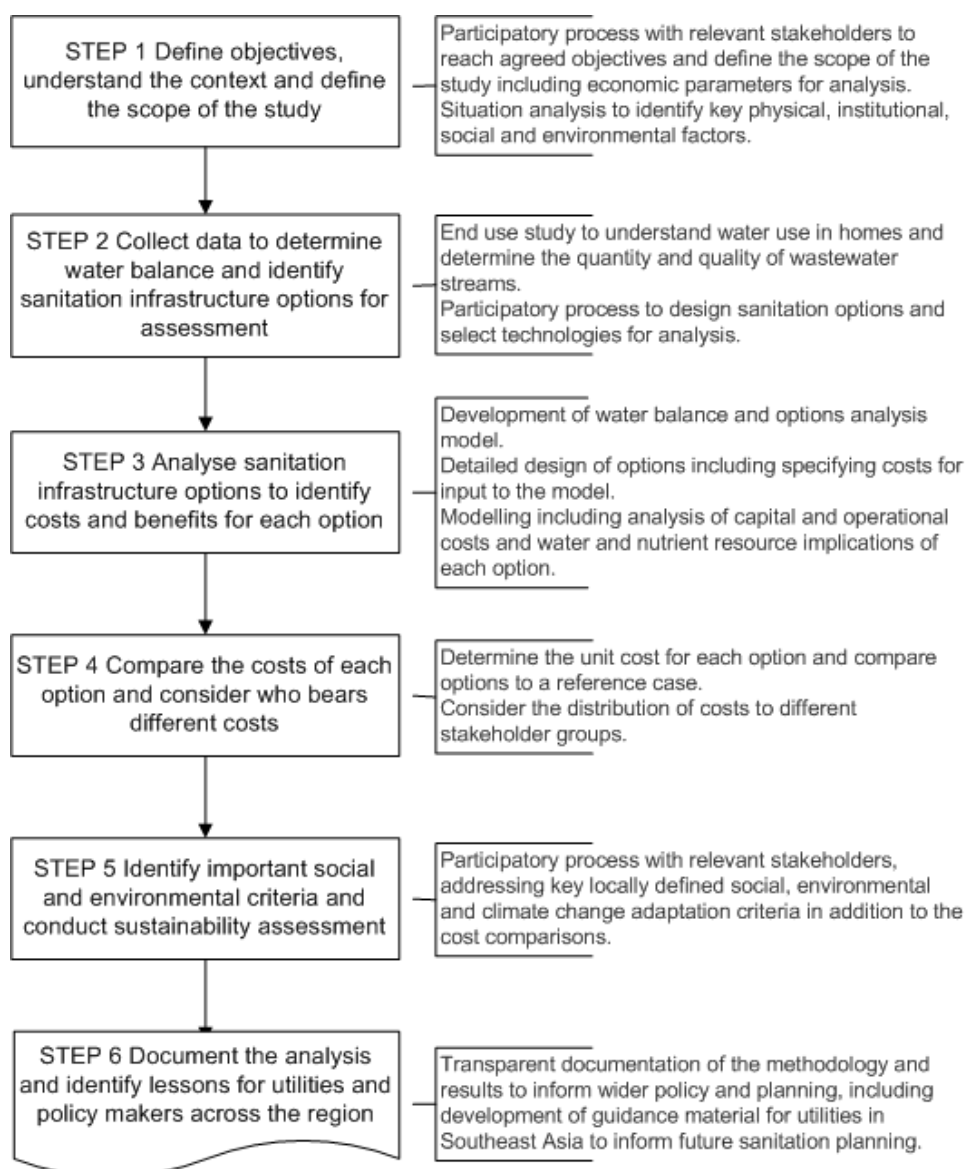 STEP 1 Define objectives,
understand the context and define
the scope of the study
Participatory process with relevant stakeholders to
reach agreed objectives and define the scope of the
study including economic parameters for analysis.
Situation analysis to identify key physical, institutional,
social and environmental factors.
STEP 2 Collect data to determine
water balance and identify
sanitation infrastructure options for
assessment
End use study to understand water use in homes and
determine the quantity and quality of wastewater
streams.
Participatory process to design sanitation options and
select technologies for analysis.
STEP 3 Analyse sanitation
infrastructure options to identify
costs and benefits for each option
Development of water balance and options analysis
model.
Detailed design of options including specifying costs for
input to the model.
Modelling including analysis of capital and operational
costs and water and nutrient resource implications of
each option.
STEP 4 Compare the costs of each
option and consider who bears
different costs
Determine the unit cost for each option and compare
options to a reference case.
Consider the distribution of costs to different
stakeholder groups.
STEP 5 Identify important social
and environmental criteria and
conduct sustainability assessment
Participatory process with relevant stakeholders,
addressing key locally defined social, environmental
and climate change adaptation criteria in addition to the
cost comparisons.
STEP 6 Document the analysis
and identify lessons for utilities and
policy makers across the region
Transparent documentation of the methodology and
results to inform wider policy and planning, including
development of guidance material for utilities in
Southeast Asia to inform future sanitation planning.